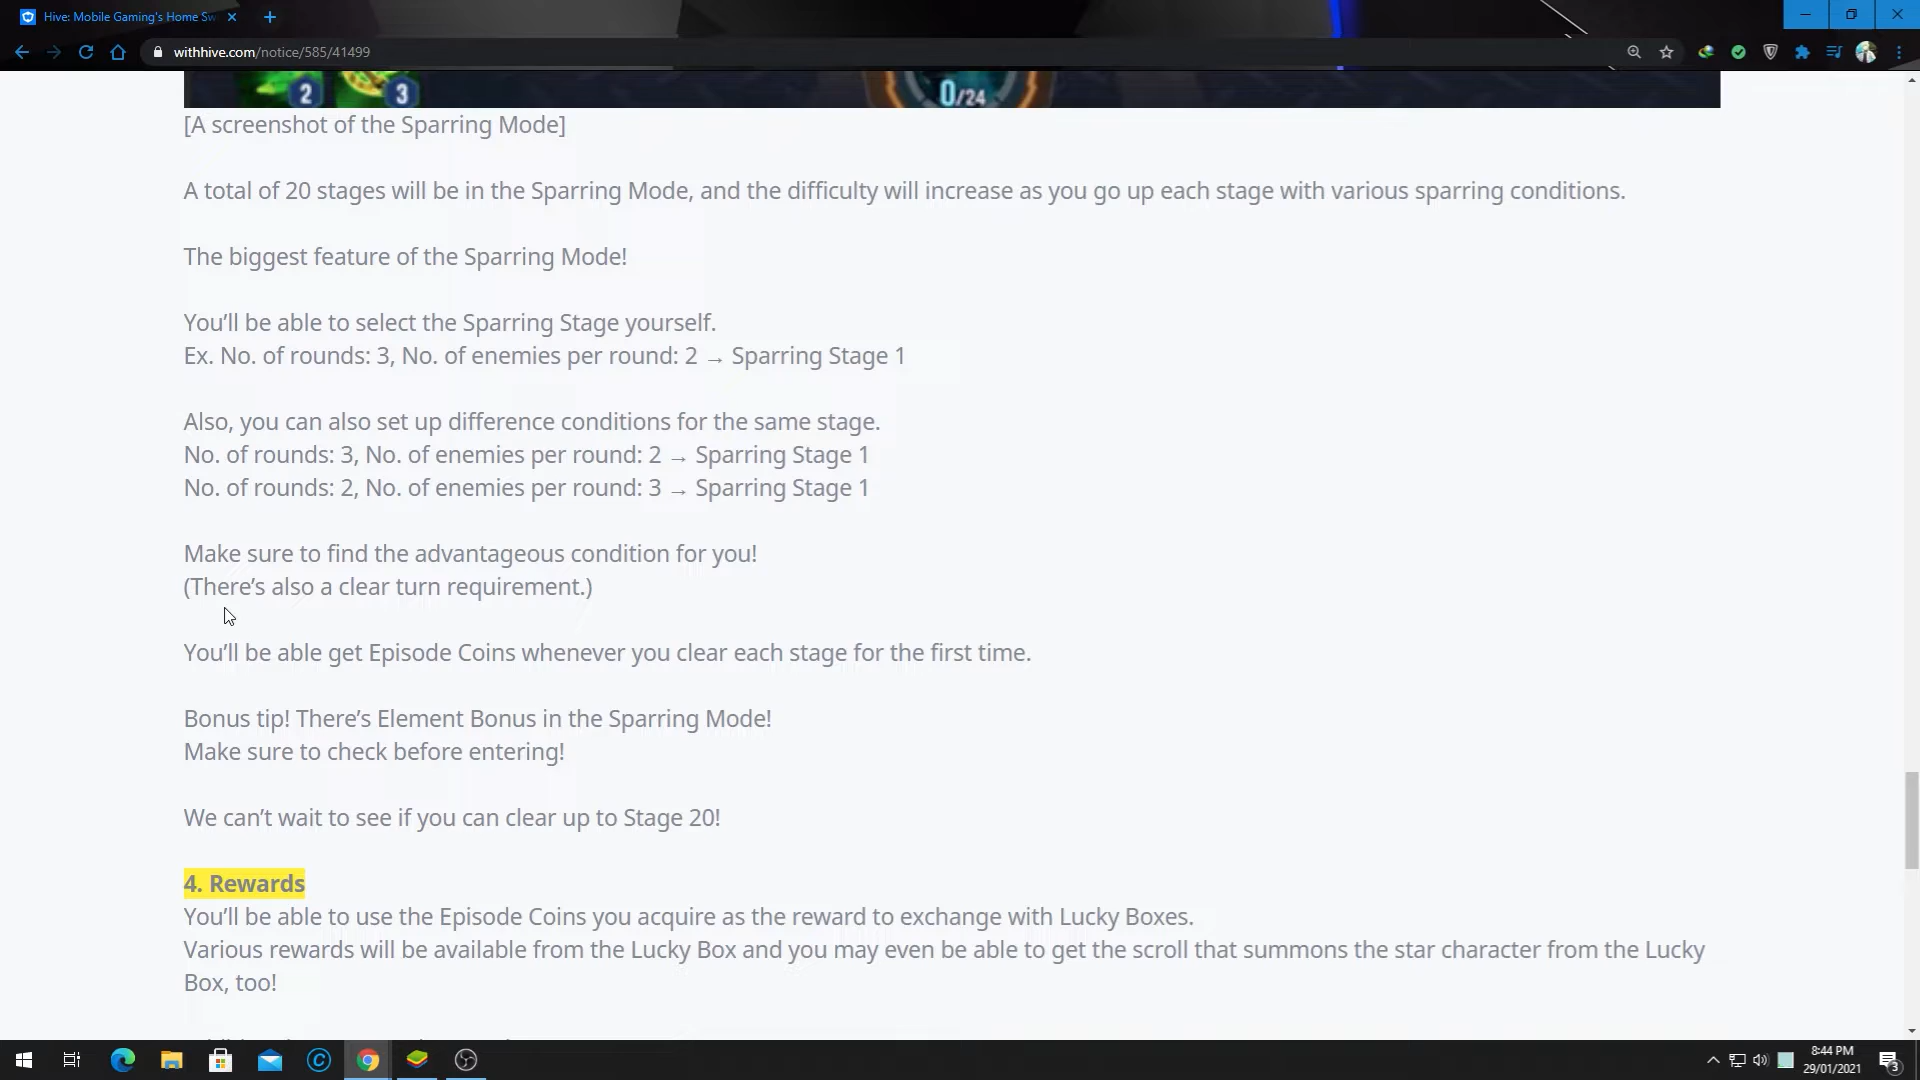 Hive: Mobile Gaming's Home Sw
withhive.com/notice/585/41499
2
3
0/24
[A screenshot of the Sparring Mode]
A total of 20 stages will be in the Sparring Mode, and the difficulty will increase as you go up each stage with various sparring conditions.
The biggest feature of the Sparring Mode!
You'll be able to select the Sparring Stage yourself.
Ex. No. of rounds: 3, No. of enemies per round: 2 → Sparring Stage 1
Also, you can also set up difference conditions for the same stage.
No. of rounds: 3, No. of enemies per round: 2 → Sparring Stage 1
No. of rounds: 2, No. of enemies per round: 3 → Sparring Stage 1
Make sure to find the advantageous condition for you!
(There's also a clear turn requirement.)
You'll be able get Episode Coins whenever you clear each stage for the first time.
Bonus tip! There's Element Bonus in the Sparring Mode!
Make sure to check before entering!
We can't wait to see if you can clear up to Stage 20!
4. Rewards
You'll be able to use the Episode Coins you acquire as the reward to exchange with Lucky Boxes.
Various rewards will be available from the Lucky Box and you may even be able to get the scroll that summons the star character from the Lucky
Box, too!
8:44 PM
29/01/2021
3